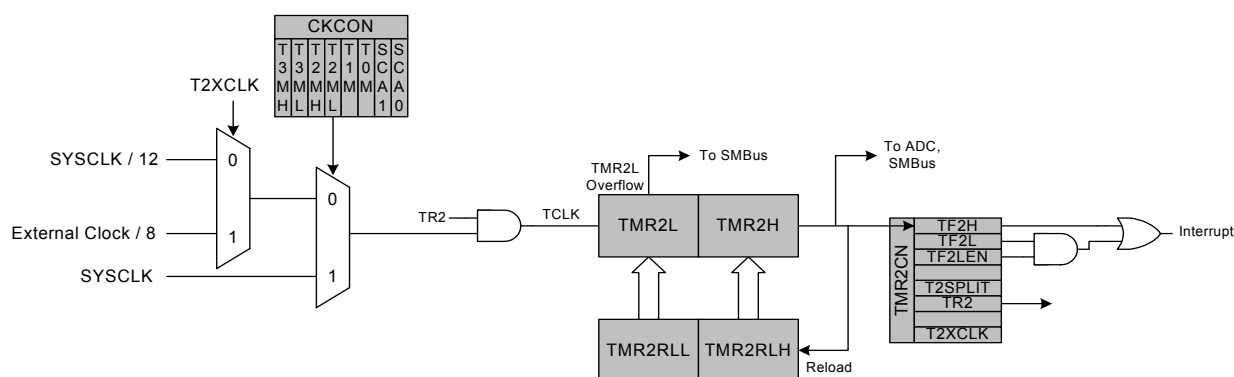 CKCON
T3MH
T3ML
T2MH
T2ML
T1M
T0M
SCA1
SCA0
T2XCLK
SYSCLK / 12
0
External Clock / 8
1
SYSCLK
0
1
TR2
TCLK
TMR2L
Overflow
To SMBus
TMR2L
TMR2H
To ADC,
SMBus
TMR2RLL
TMR2RLH
Reload
TMR2CN
TF2H
TF2L
TF2LEN
T2SPLIT
TR2
T2XCLK
Interrupt